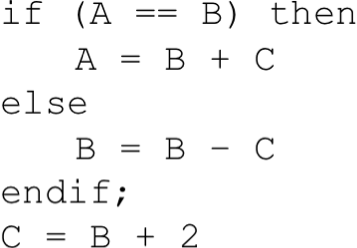 if (A == B) then
    A = B + C
else
    B = B - C
endif;
C = B + 2